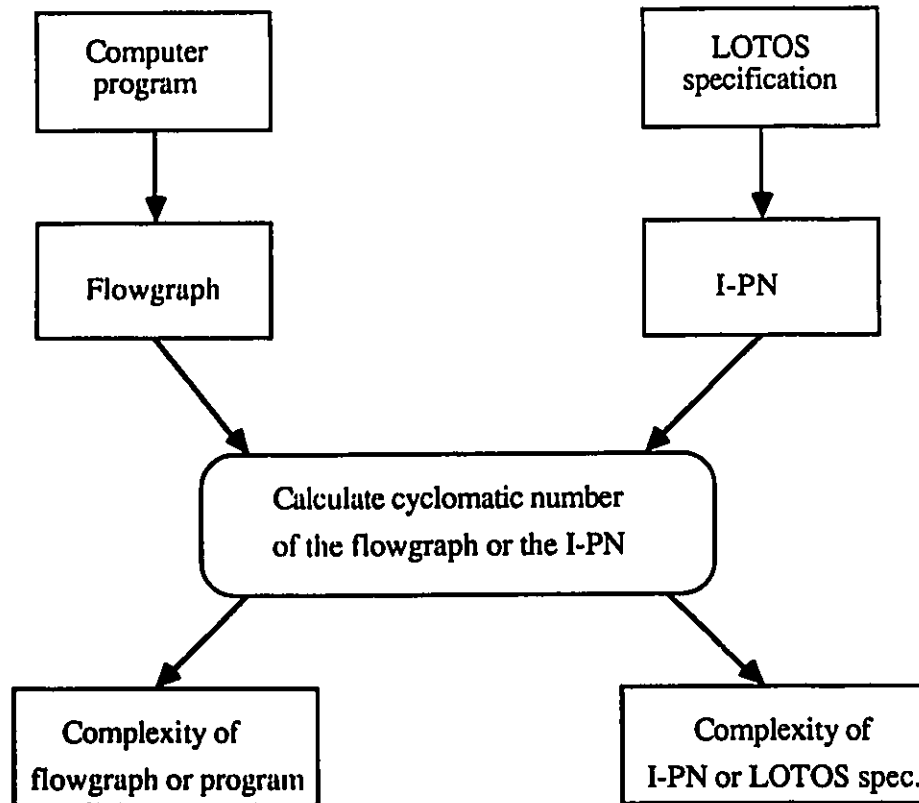 Computer
program
LOTOS
specification
Flowgraph
I-PN
Calculate cyclomatic number
of the flowgraph or the I-PN
Complexity of
flowgraph or program
Complexity of
I-PN or LOTOS spec.